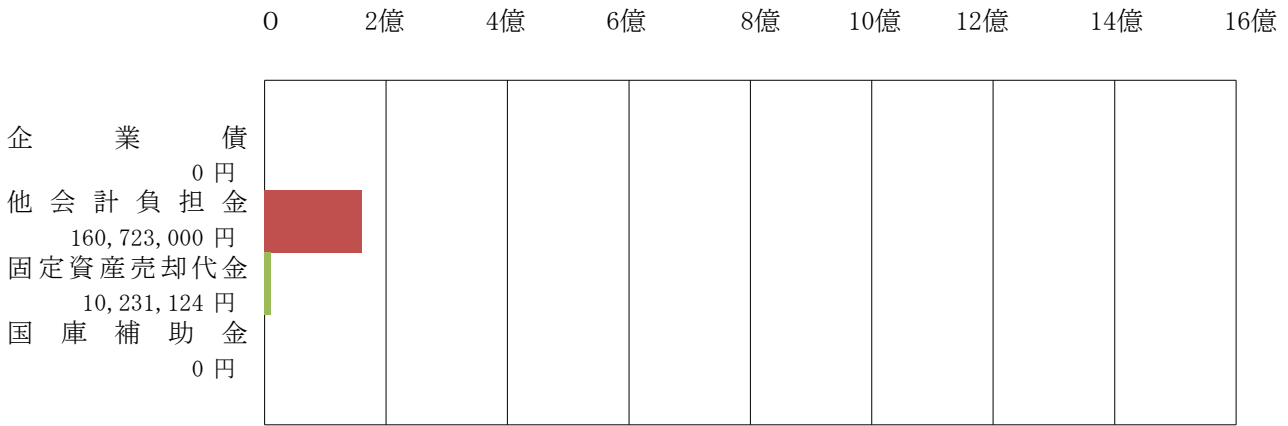 0 2億 4億 6億 8億 10億 12億 14億 16億
企業債
0 円
他会計負担金
160,723,000 円
固定資産売却代金
10,231,124 円
国庫補助金
0 円